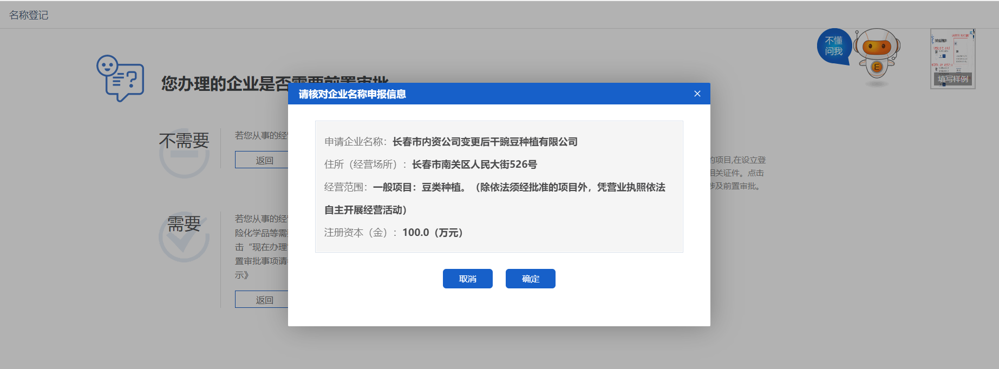 名称登记
不懂
问我
填写样例
您办理的企业是否需要前置审批
请核对企业名称申报信息
申请企业名称：长春市内资公司变更后干豌豆种植有限公司
住所（经营场所）：长春市南关区人民大街526号
经营范围：一般项目：豆类种植。（除依法须经批准的项目外，凭营业执照依法
自主开展经营活动）
注册资本（金）：100.0（万元）
取消
确定
不需要
若您从事的经
返回
的项目,在设立登
相关证件。点击
涉及前置审批。
需要
若您从事的经
险化学品等需
击“现在办理
置审批事项请
示》
返回